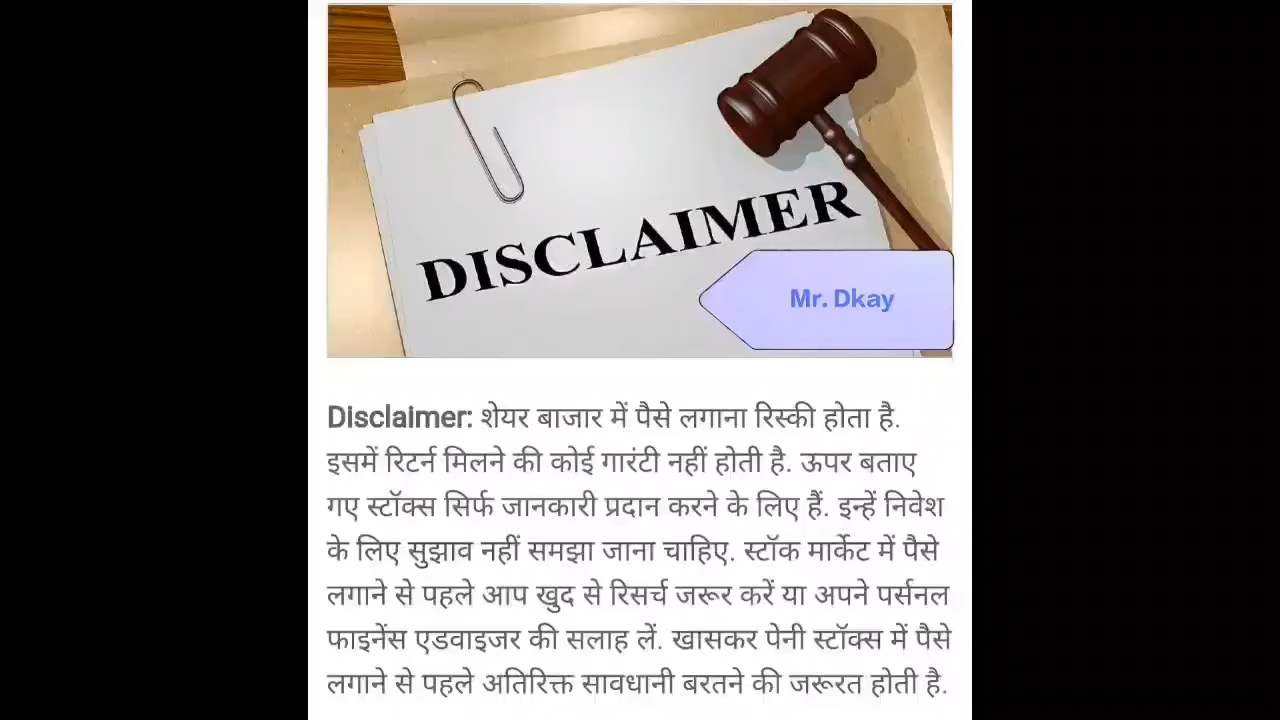 DISCLAIMER
Mr. Dkay
Disclaimer: शेयर बाजार में पैसे लगाना रिस्की होता है.
इसमें रिटर्न मिलने की कोई गारंटी नहीं होती है. ऊपर बताए
गए स्टॉक्स सिर्फ जानकारी प्रदान करने के लिए हैं. इन्हें निवेश
के लिए सुझाव नहीं समझा जाना चाहिए. स्टॉक मार्केट में पैसे
लगाने से पहले आप खुद से रिसर्च जरूर करें या अपने पर्सनल
फाइनेंस एडवाइजर की सलाह लें. खासकर पेनी स्टॉक्स में पैसे
लगाने से पहले अतिरिक्त सावधानी बरतने की जरूरत होती है.